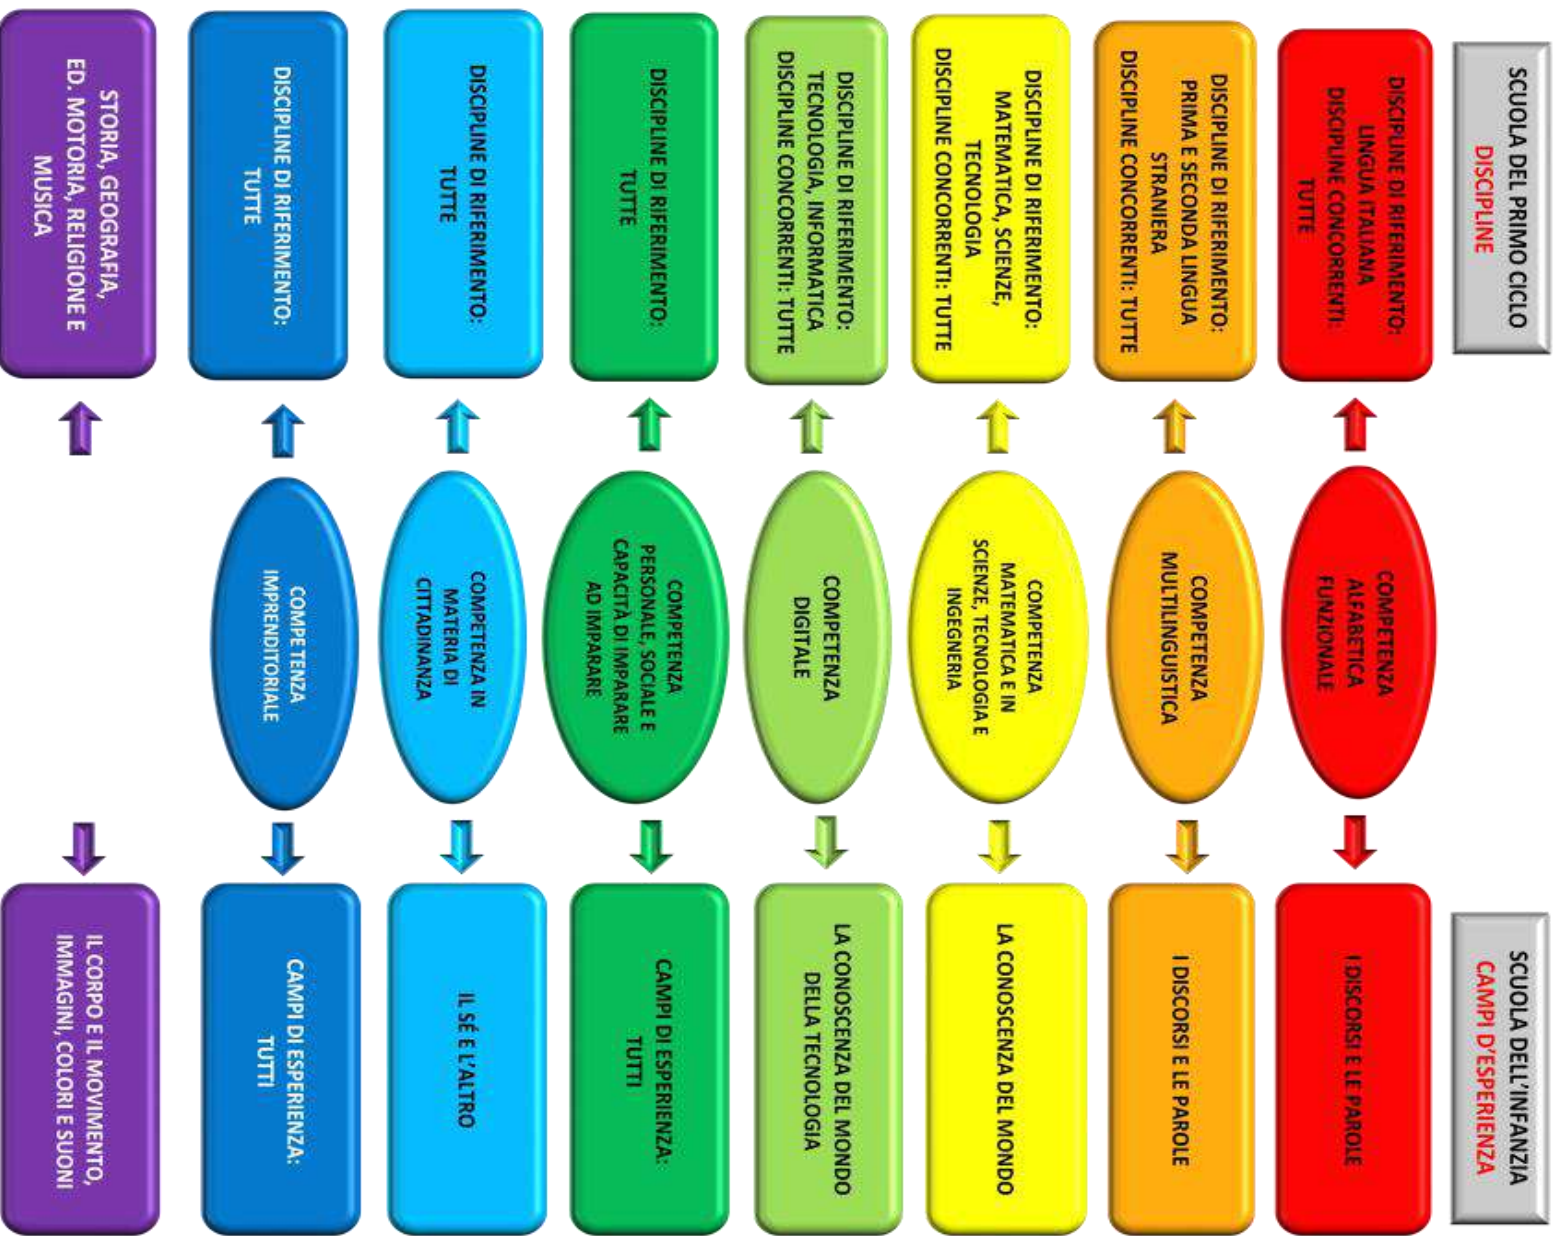 SCUOLA DEL PRIMO CICLO
DISCIPLINE
SCUOLA DELL'INFANZIA
CAMPI D'ESPERIENZA
DISCIPLINE DI RIFERIMENTO:
LINGUA ITALIANA
DISCIPLINE CONCORRENTI:
TUTTE
COMPETENZA
ALFABETICA
FUNZIONALE
I DISCORSI E LE PAROLE
DISCIPLINE DI RIFERIMENTO:
PRIMA E SECONDA LINGUA
STRANIERA
DISCIPLINE CONCORRENTI: TUTTE
COMPETENZA
MULTILINGUISTICA
I DISCORSI E LE PAROLE
DISCIPLINE DI RIFERIMENTO:
MATEMATICA, SCIENZE,
TECNOLOGIA
DISCIPLINE CONCORRENTI: TUTTE
COMPETENZA
MATEMATICA E IN
SCIENZE, TECNOLOGIA E
INGEGNERIA
LA CONOSCENZA DEL MONDO
DISCIPLINE DI RIFERIMENTO:
TECNOLOGIA, INFORMATICA
DISCIPLINE CONCORRENTI: TUTTE
COMPETENZA
DIGITALE
LA CONOSCENZA DEL MONDO
DELLA TECNOLOGIA
DISCIPLINE DI RIFERIMENTO:
TUTTE
COMPETENZA
PERSONALE, SOCIALE E
CAPACITÀ DI IMPARARE
AD IMPARARE
CAMPI DI ESPERIENZA:
TUTTI
DISCIPLINE DI RIFERIMENTO:
TUTTE
COMPETENZA IN
MATERIA DI
CITTADINANZA
IL SÉ E L'ALTRO
DISCIPLINE DI RIFERIMENTO:
TUTTE
COMPE TENZA
IMPRENDITORIALE
CAMPI DI ESPERIENZA:
TUTTI
STORIA, GEOGRAFIA,
ED. MOTORIA, RELIGIONE E
MUSICA
IL CORPO E IL MOVIMENTO,
IMMAGINI, COLORI E SUONI